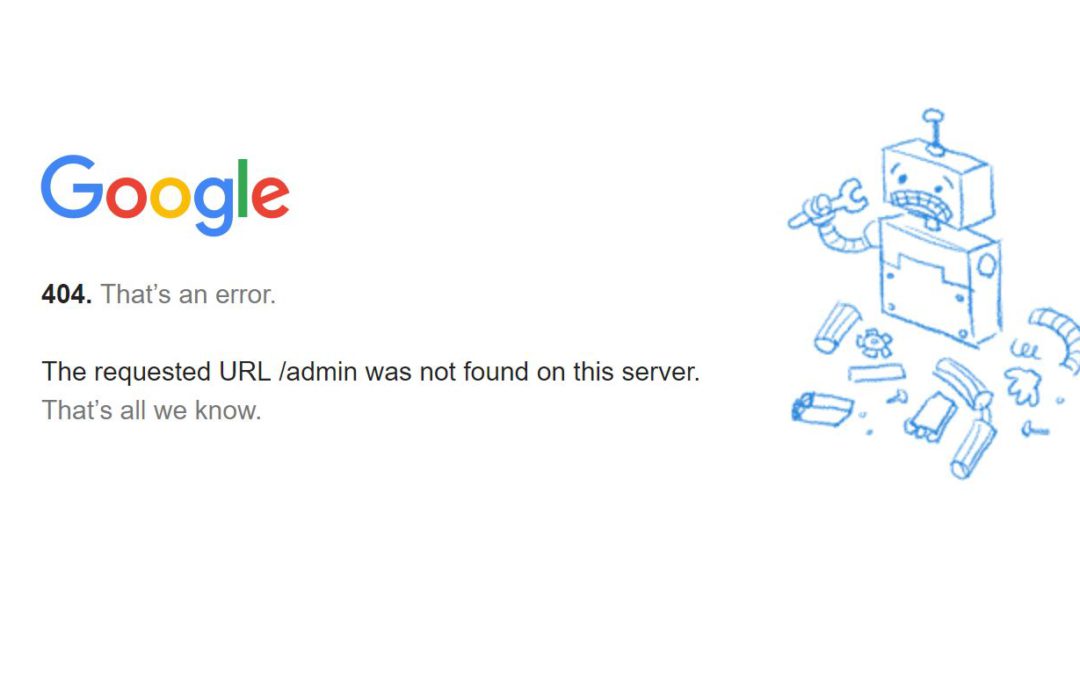 Google
404. That’s an error.
The requested URL /admin was not found on this server.
That’s all we know.